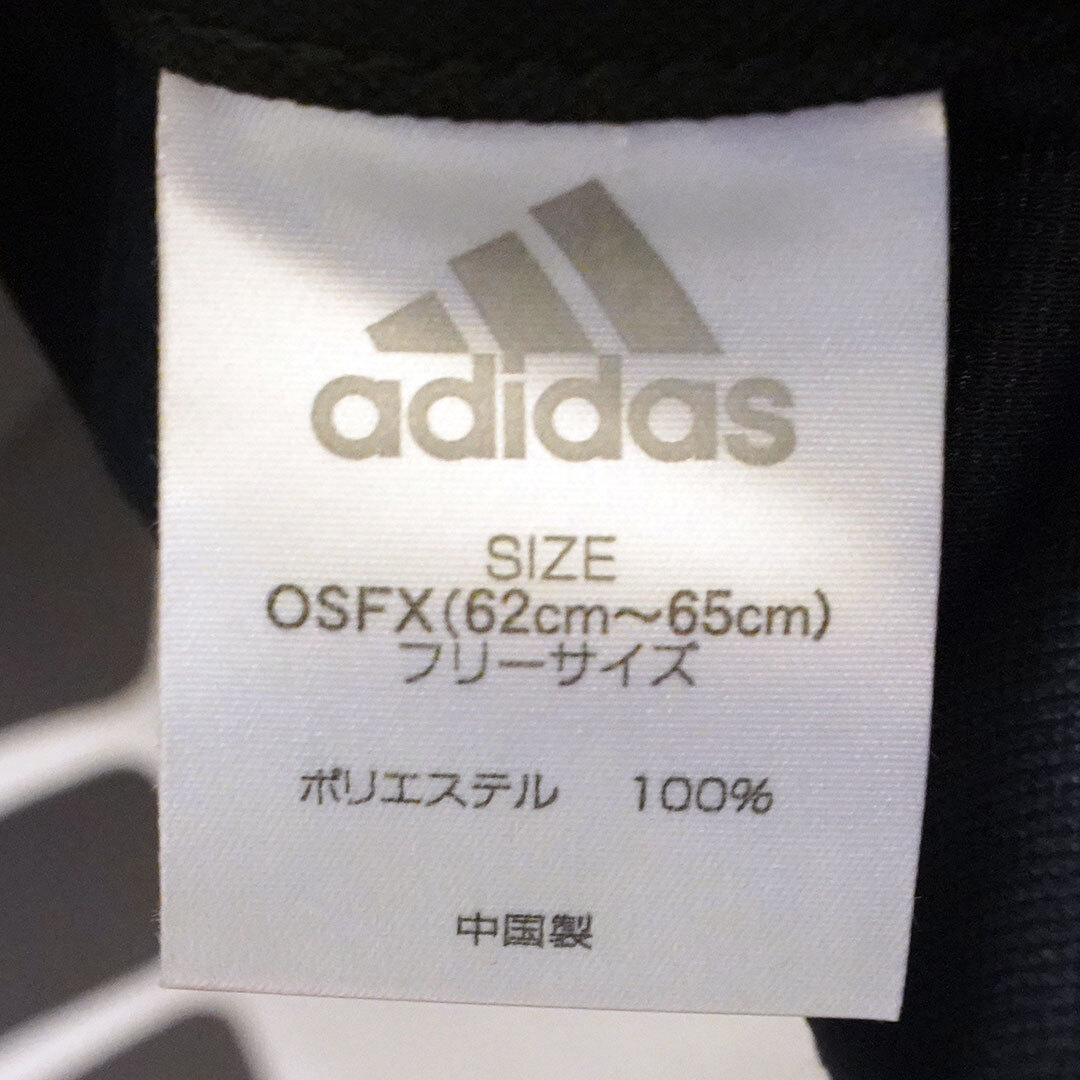 adidas
SIZE
OSFX(62cm〜65cm)
フリーサイズ
ポリエステル 100%
中国製